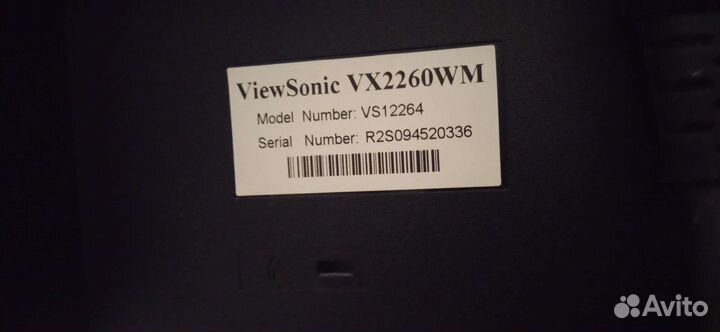 ViewSonic VX2260WM
Model Number: VS12264
Serial Number: R2S094520336
Avito